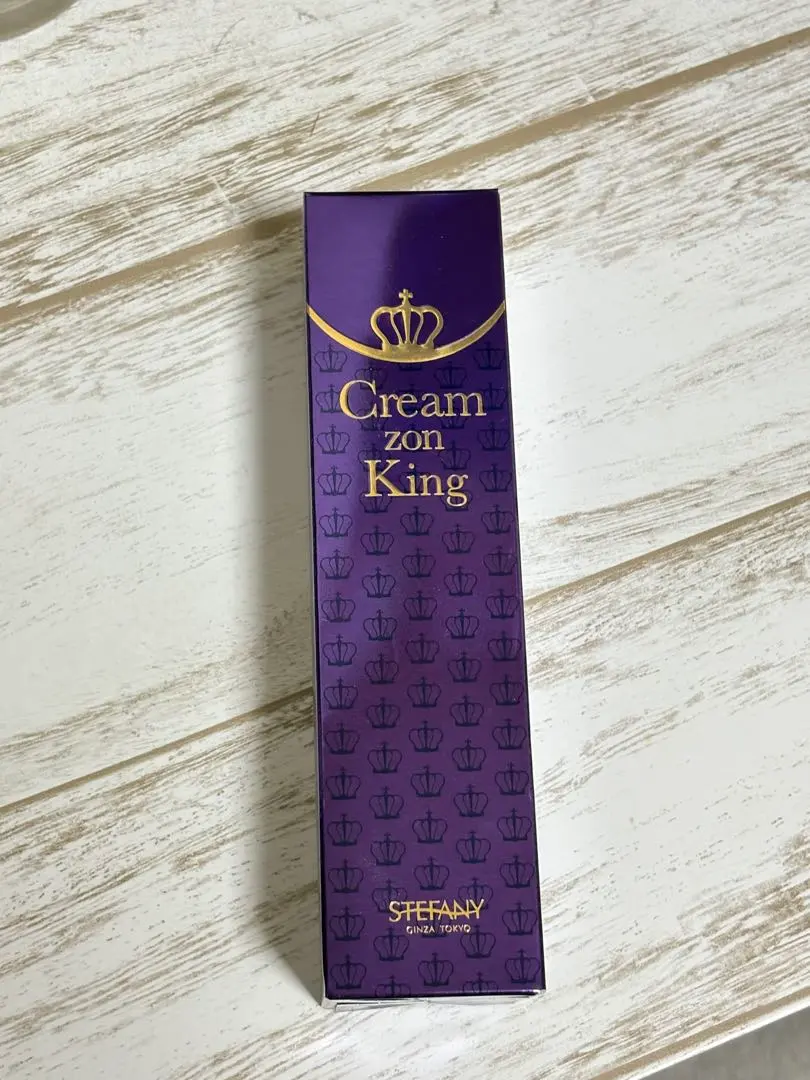 Cream
zon
King
STEFANY
GINZA TOKYO